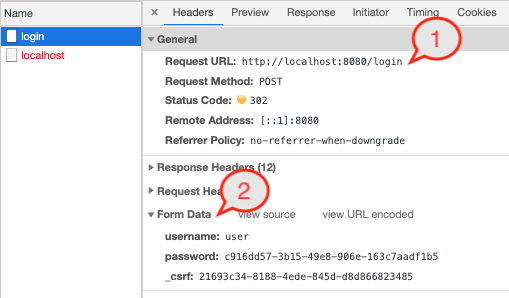 Name
Headers Preview Response Initiator Timing Cookies
login
localhost
General
1
Request URL: http://localhost:8080/login
Request Method: POST
Status Code: 302
Remote Address: [::1]:8080
Referrer Policy: no-referrer-when-downgrade
Response Headers (12)
Request
2
Form Data view source view URL encoded
username: user
password: c916dd57-3b15-49e8-906e-163c7aadf1b5
_csrf: 21693c34-8188-4ede-845d-d8d866823485